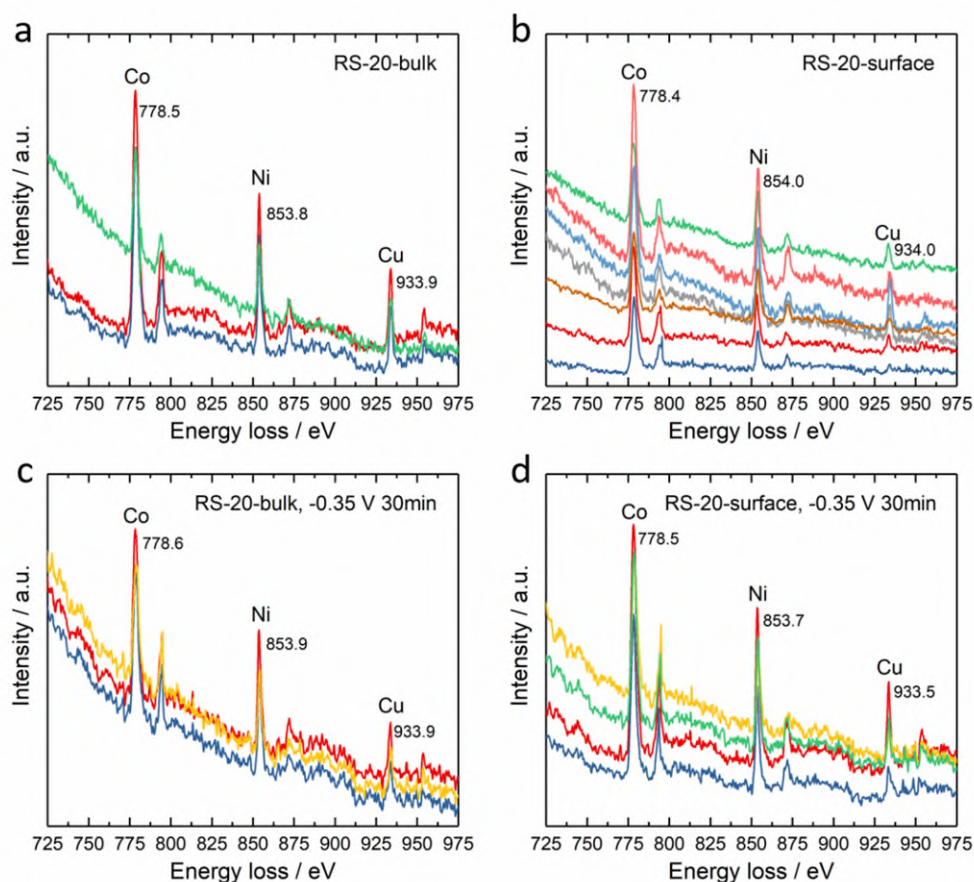 a
RS-20-bulk
Co
778.5
Ni
853.8
Cu
933.9
Intensity / a.u.
725 750 775 800 825 850 875 900 925 950 975
Energy loss / eV
b
RS-20-surface
Co
778.4
Ni
854.0
Cu
934.0
Intensity / a.u.
725 750 775 800 825 850 875 900 925 950 975
Energy loss / eV
c
RS-20-bulk, -0.35 V 30min
Co
778.6
Ni
853.9
Cu
933.9
Intensity / a.u.
725 750 775 800 825 850 875 900 925 950 975
Energy loss / eV
d
RS-20-surface, -0.35 V 30min
Co
778.5
Ni
853.7
Cu
933.5
Intensity / a.u.
725 750 775 800 825 850 875 900 925 950 975
Energy loss / eV